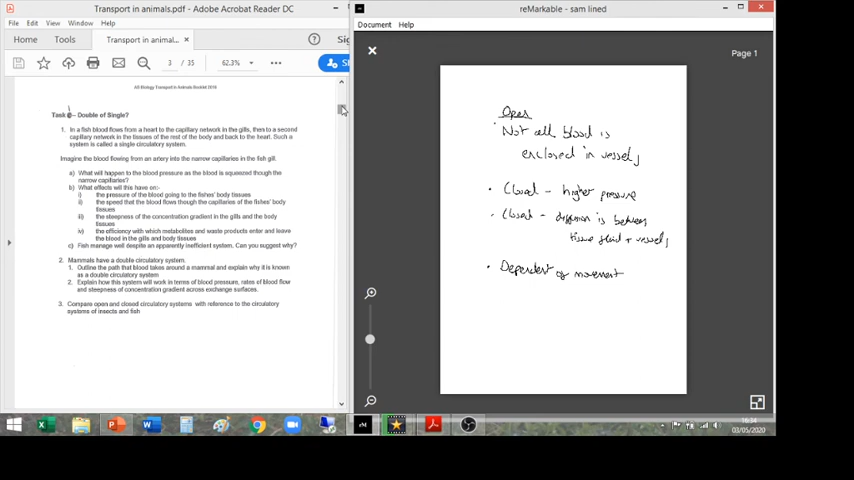 Transport in animals.pdf - Adobe Acrobat Reader DC
File Edit View Window Help
Home Tools Transport in animal... × ? Sig
3 / 35 62.3%
AS Biology Transport in Animals Booklet 2016
Task – Double of Single?
1. In a fish blood flows from a heart to the capillary network in the gills, then to a second
capillary network in the tissues of the rest of the body and back to the heart. Such a
system is called a single circulatory system.
Imagine the blood flowing from an artery into the narrow capillaries in the fish gill.
a) What will happen to the blood pressure as the blood is squeezed though the
narrow capillaries?
b) What effects will this have on:-
i) the pressure of the blood going to the fishes' body tissues
ii) the speed that the blood flows though the capillaries of the fishes' body
tissues
iii) the steepness of the concentration gradient in the gills and the body
tissues
iv) the efficiency with which metabolites and waste products enter and leave
the blood in the gills and body tissues
c) Fish manage well despite an apparently inefficient system. Can you suggest why?
2. Mammals have a double circulatory system.
1. Outline the path that blood takes around a mammal and explain why it is known
as a double circulatory system
2. Explain how this system will work in terms of blood pressure, rates of blood flow
and steepness of concentration gradient across exchange surfaces.
3. Compare open and closed circulatory systems with reference to the circulatory
systems of insects and fish
reMarkable - sam lined
Document Help
Page 1
Open
Not all blood is
enclosed in vessels
• Closed - higher pressure
• Closed - diffusion is between
tissue fluid + vessels
• Dependent of movement
16:34
03/05/2020